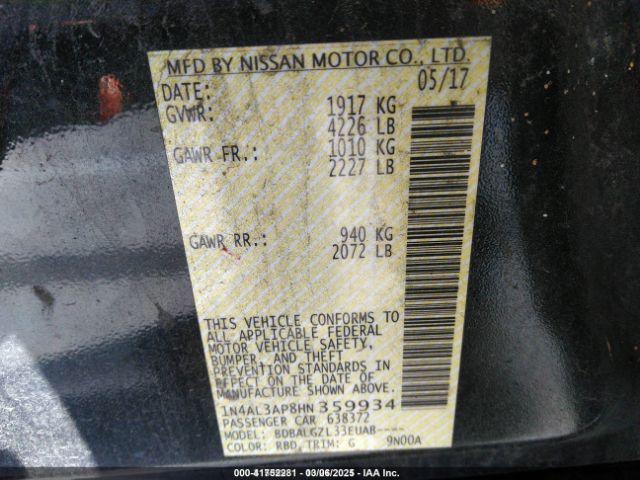 MFD BY NISSAN MOTOR CO., LTD.
DATE: 05/17
GVWR: 1917 KG
4226 LB
GAWR FR.: 1010 KG
2227 LB
GAWR RR.: 940 KG
2072 LB
THIS VEHICLE CONFORMS TO
ALL APPLICABLE FEDERAL
MOTOR VEHICLE SAFETY,
BUMPER, AND THEFT
PREVENTION STANDARDS IN
EFFECT ON THE DATE OF
MANUFACTURE SHOWN ABOVE.
1N4AL3AP8HN359934
PASSENGER CAR 638372
MODEL: BDBALGZL33EUAB----
COLOR: RBD, TRIM: G 9N00A
000-41752281 03/06/2025